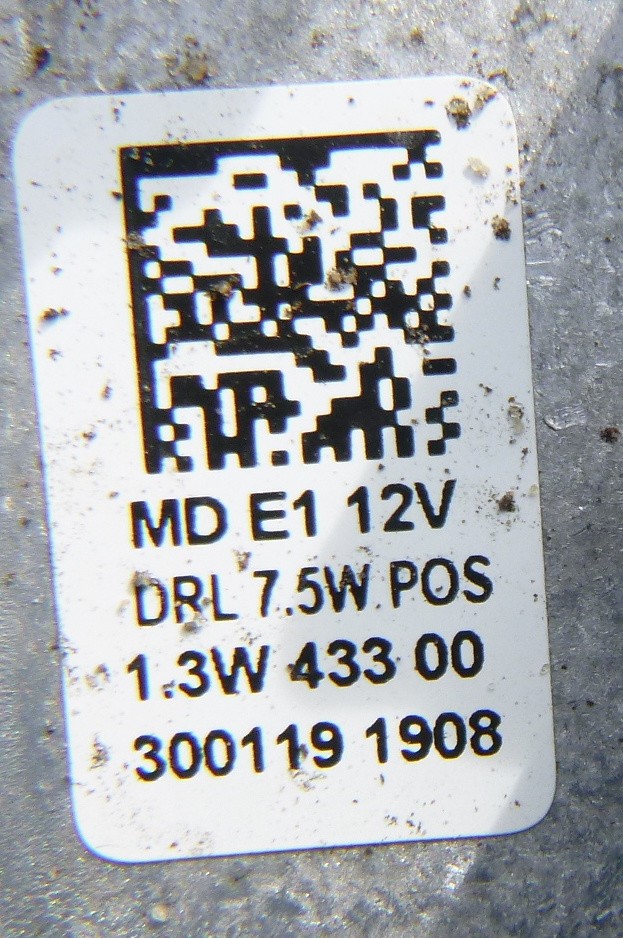 MD E1 12V
DRL 7.5W POS
1.3W 433 00
300119 1908